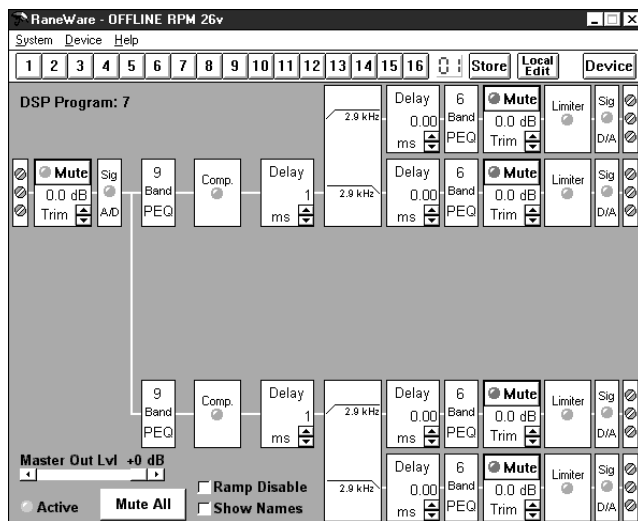 RaneWare - OFFLINE RPM 26v
System Device Help
1 2 3 4 5 6 7 8 9 10 11 12 13 14 15 16 01 Store Local Edit Device
DSP Program: 7
2.9 kHz
Delay
0.00
ms
6
Band
PEQ
Mute
0.0 dB
Trim
Limiter
Sig
D/A
Mute
0.0 dB
Trim
Sig
A/D
9
Band
PEQ
Comp.
Delay
1
ms
2.9 kHz
Delay
0.00
ms
6
Band
PEQ
Mute
0.0 dB
Trim
Limiter
Sig
D/A
9
Band
PEQ
Comp.
Delay
1
ms
2.9 kHz
Delay
0.00
ms
6
Band
PEQ
Mute
0.0 dB
Trim
Limiter
Sig
D/A
2.9 kHz
Delay
0.00
ms
6
Band
PEQ
Mute
0.0 dB
Trim
Limiter
Sig
D/A
Master Out Lvl +0 dB
Active
Mute All
Ramp Disable
Show Names